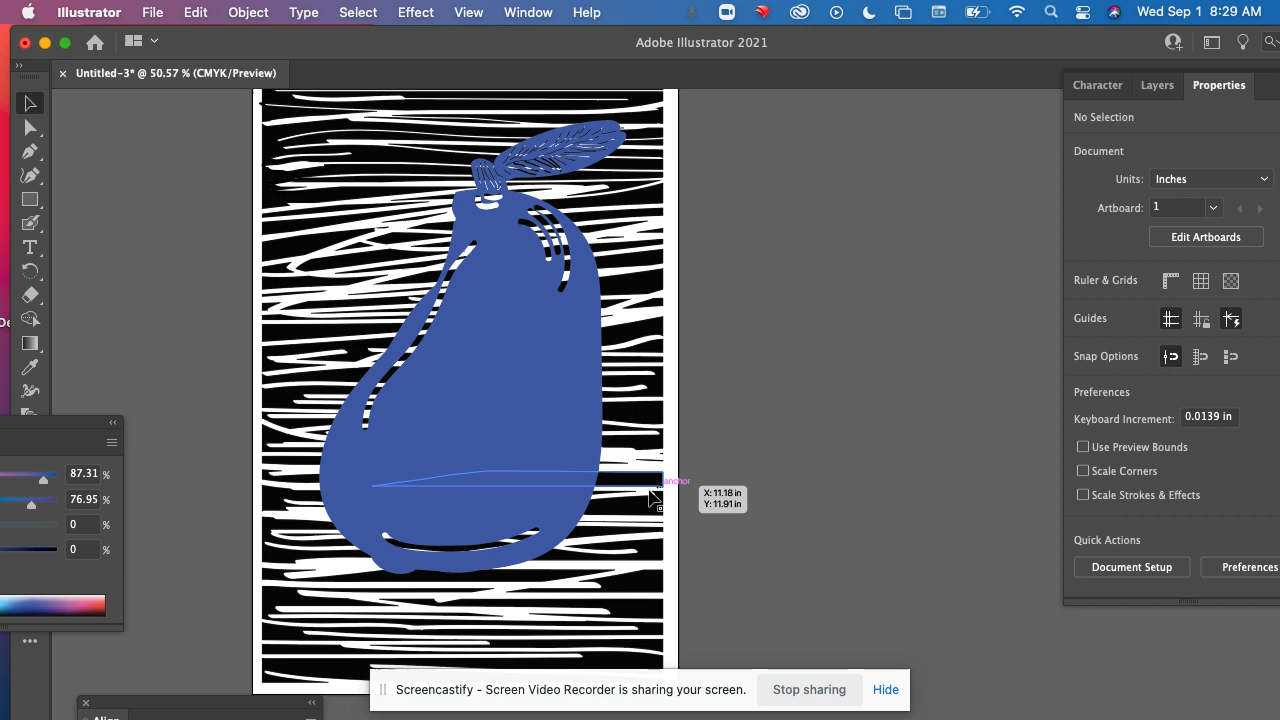 Illustrator File Edit Object Type Select Effect View Window Help Wed Sep 1 8:29 AM
Adobe Illustrator 2021
× Untitled-3* @ 50.57 % (CMYK/Preview)
Character Layers Properties
No Selection
Document
Units: Inches
Artboard: 1
Edit Artboards
Ruler & Grids
Guides
Snap Options
Preferences
Keyboard Increment: 0.0139 in
Use Preview Bounds
Scale Corners
Scale Strokes & Effects
Quick Actions
Document Setup Preferences
87.31 %
76.95 %
0 %
0 %
anchor
X: 11.18 in
Y: 11.91 in
Screencastify - Screen Video Recorder is sharing your screen. Stop sharing Hide
Align